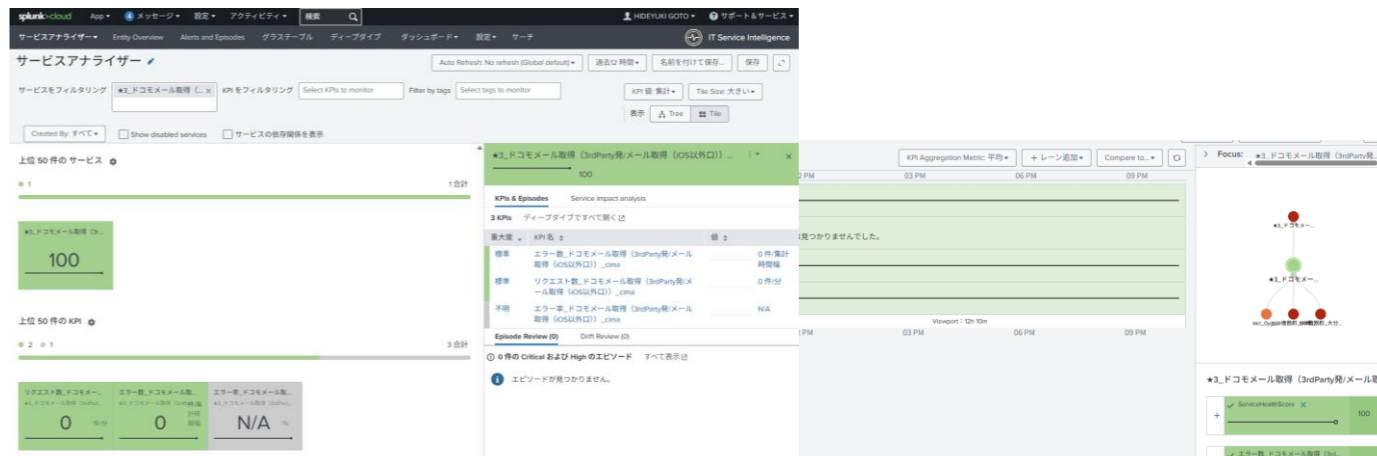 splunk>cloud App▾ 4 メッセージ▾ 設定▾ アクティビティ▾ 検索 HIDEYUKI GOTO▾ サポート&サービス▾
サービスアナライザー▾ Entity Overview Alerts and Episodes グラステーブル ディープダイブ ダッシュボード▾ 設定▾ サーチ IT Service Intelligence
サービスアナライザー Auto Refresh: No refresh (Global default)▾ 過去12 時間▾ 名前を付けて保存... 保存
サービスをフィルタリング ★3_ドコモメール取得（... × KPI をフィルタリング Select KPIs to monitor Filter by tags Select tags to monitor KPI 値: 集計▾ Tile Size: 大きい▾
表示 Tree Tile
Created By: すべて▾ Show disabled services サービスの依存関係を表示
上位 50 件の サービス
1 1合計
★3_ドコモメール取得（3r...
100
上位 50 件の KPI
2 1 3 合計
リクエスト数_ドコモメー... エラー数_ドコモメール取... エラー率_ドコモメール取...
0 件/分 0 N/A %
★3_ドコモメール取得（3rdParty発/メール取得（iOS以外口））... ×
100
KPIs & Episodes Service impact analysis
3 KPIs ディープダイブですべて開く
重大度 KPI 名 値
標準 エラー数_ドコモメール取得（3rdParty発/メール 0 件/集計
取得（iOS以外口））_cima 時間幅
標準 リクエスト数_ドコモメール取得（3rdParty発/メ 0 件/分
ール取得（iOS以外口））_cima
不明 エラー率_ドコモメール取得（3rdParty発/メール N/A
取得（iOS以外口））_cima
Episode Review (0) Drift Review (0)
0 件の Critical および High のエピソード すべて表示
エピソードが見つかりません。
KPI Aggregation Metric: 平均▾ + レーン追加▾ Compare to...▾
PM 03 PM 06 PM 09 PM
見つかりませんでした。
Viewport : 12h 10m
PM 03 PM 06 PM 09 PM
Focus: ★3_ドコモメール取得（3rdParty発...
★3_ドコモメー...
★3_ドコモメー...
★3_ドコモメール取得（3rdParty発/メール取
+ ServiceHealthScore × 100
エラー数_ドコモメール取得（3rd...